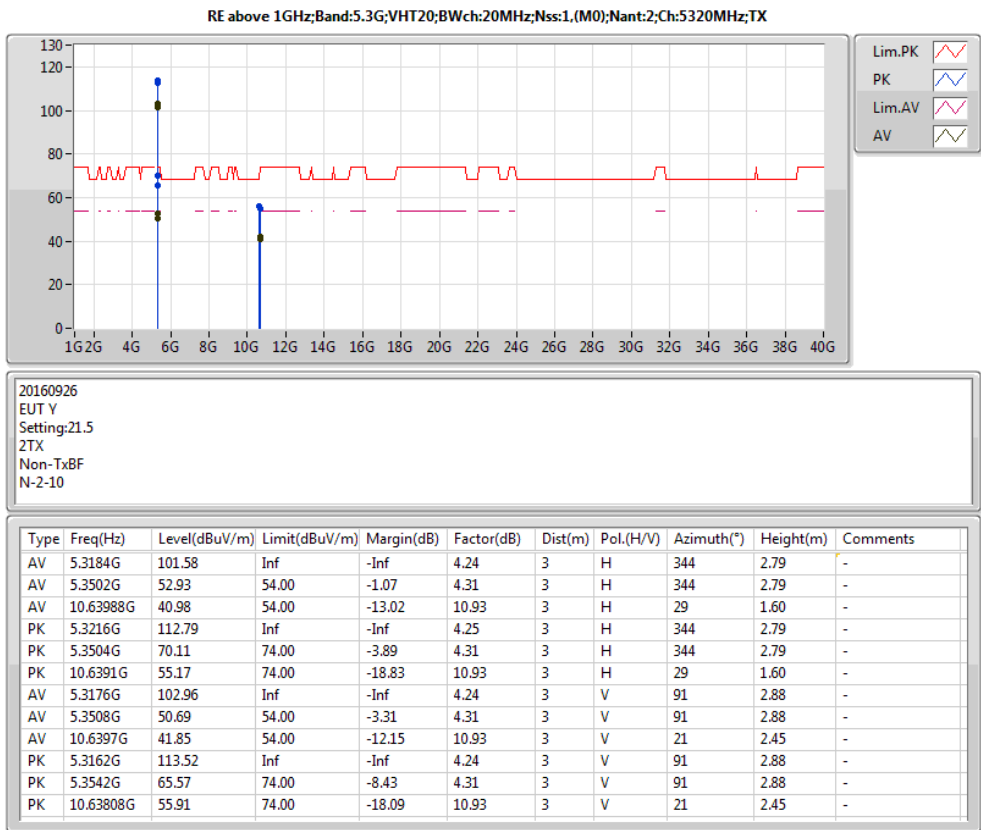 RE above 1GHz;Band:5.3G;VHT20;BWch:20MHz;Nss:1,(M0);Nant:2;Ch:5320MHz;TX
130
120
100
80
60
40
20
0
1G 2G 4G 6G 8G 10G 12G 14G 16G 18G 20G 22G 24G 26G 28G 30G 32G 34G 36G 38G 40G
Lim.PK
PK
Lim.AV
AV
20160926
EUT Y
Setting:21.5
2TX
Non-TxBF
N-2-10
Type Freq(Hz) Level(dBuV/m) Limit(dBuV/m) Margin(dB) Factor(dB) Dist(m) Pol.(H/V) Azimuth(°) Height(m) Comments
AV 5.3184G 101.58 Inf -Inf 4.24 3 H 344 2.79 -
AV 5.3502G 52.93 54.00 -1.07 4.31 3 H 344 2.79 -
AV 10.63988G 40.98 54.00 -13.02 10.93 3 H 29 1.60 -
PK 5.3216G 112.79 Inf -Inf 4.25 3 H 344 2.79 -
PK 5.3504G 70.11 74.00 -3.89 4.31 3 H 344 2.79 -
PK 10.6391G 55.17 74.00 -18.83 10.93 3 H 29 1.60 -
AV 5.3176G 102.96 Inf -Inf 4.24 3 V 91 2.88 -
AV 5.3508G 50.69 54.00 -3.31 4.31 3 V 91 2.88 -
AV 10.6397G 41.85 54.00 -12.15 10.93 3 V 21 2.45 -
PK 5.3162G 113.52 Inf -Inf 4.24 3 V 91 2.88 -
PK 5.3542G 65.57 74.00 -8.43 4.31 3 V 91 2.88 -
PK 10.63808G 55.91 74.00 -18.09 10.93 3 V 21 2.45 -